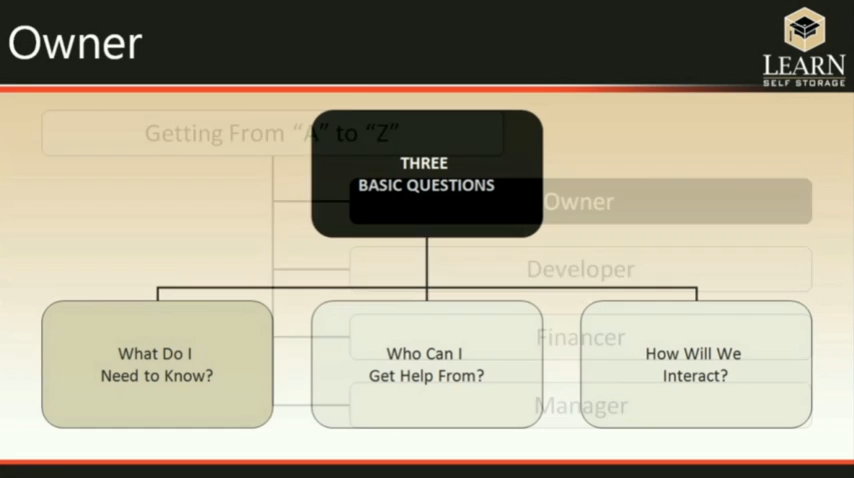 Owner
LEARN
SELF STORAGE
Getting From “A” to “Z”
THREE
BASIC QUESTIONS
Owner
Developer
Financer
Manager
What Do I
Need to Know?
Who Can I
Get Help From?
How Will We
Interact?